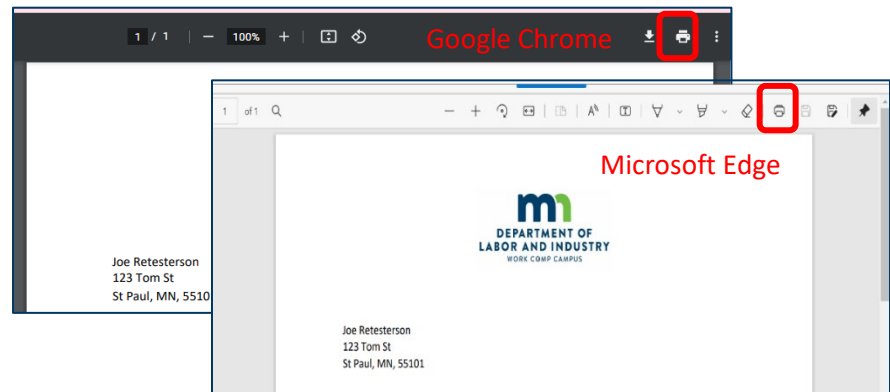 1 / 1 | − 100% + |
Google Chrome
1 of 1
Microsoft Edge
m
DEPARTMENT OF
LABOR AND INDUSTRY
WORK COMP CAMPUS
Joe Retesterson
123 Tom St
St Paul, MN, 5510
Joe Retesterson
123 Tom St
St Paul, MN, 55101